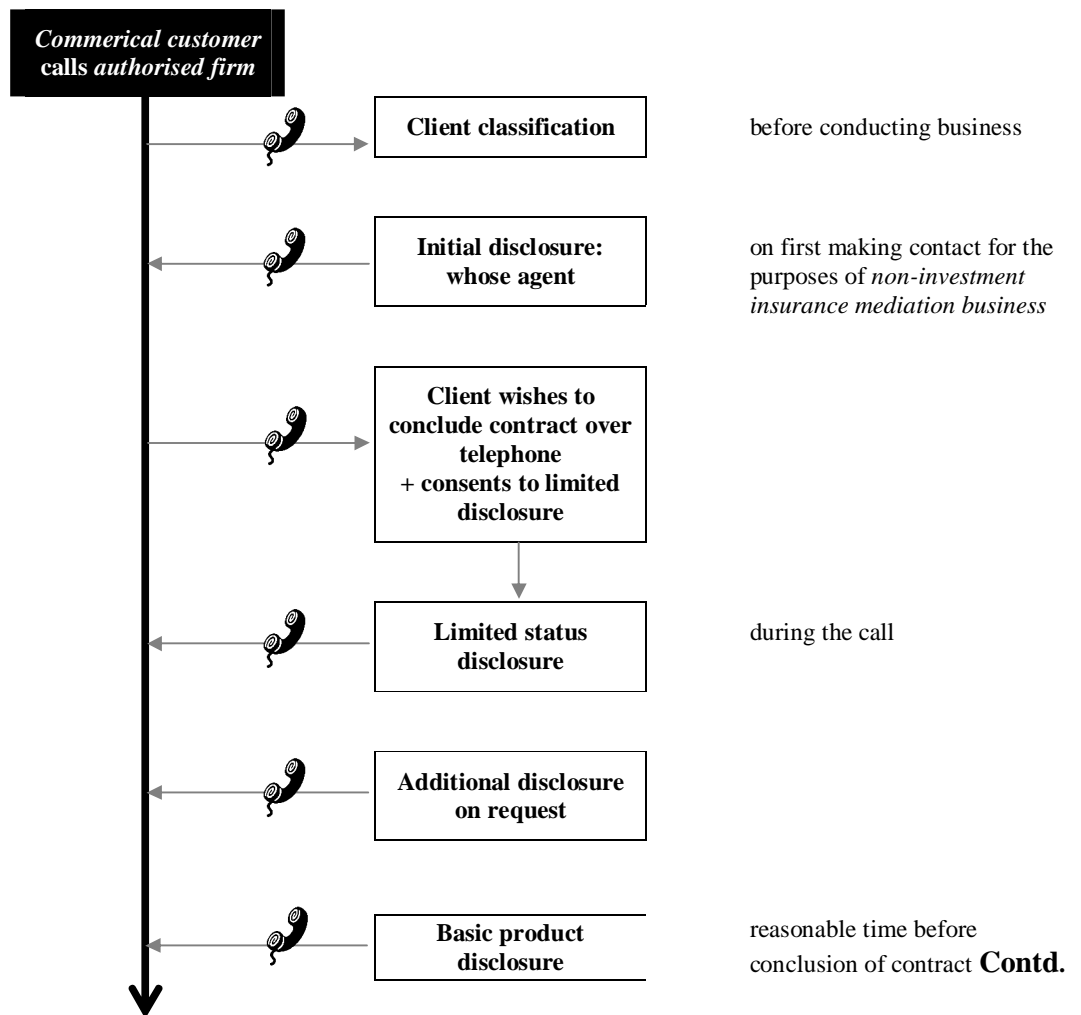 Commerical customer
calls authorised firm
Client classification
before conducting business
Initial disclosure:
whose agent
on first making contact for the
purposes of non-investment
insurance mediation business
Client wishes to
conclude contract over
telephone
+ consents to limited
disclosure
Limited status
disclosure
during the call
Additional disclosure
on request
Basic product
disclosure
reasonable time before
conclusion of contract Contd.